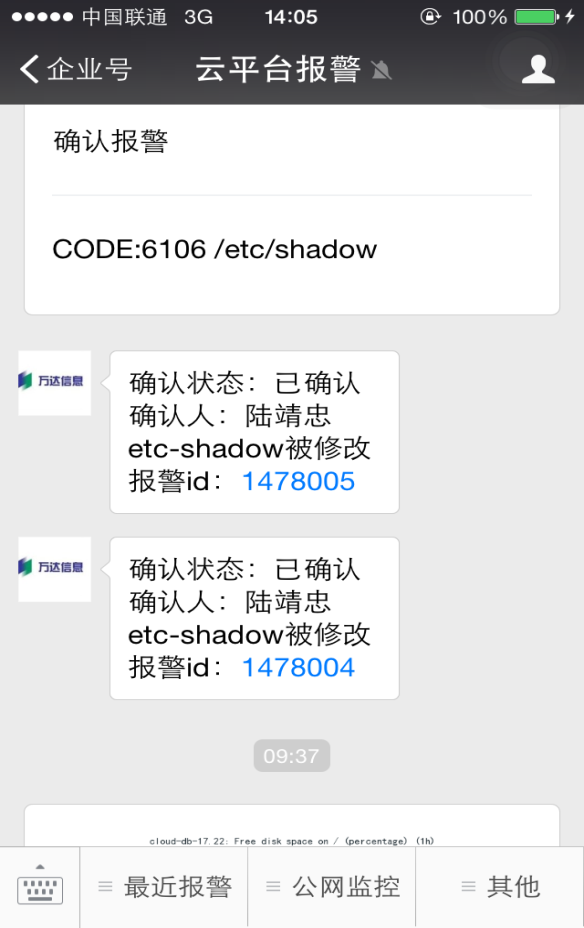 中国联通 3G 14:05 100%
企业号 云平台报警
确认报警
CODE:6106 /etc/shadow
万达信息
确认状态：已确认
确认人：陆靖忠
etc-shadow被修改
报警id：1478005
万达信息
确认状态：已确认
确认人：陆靖忠
etc-shadow被修改
报警id：1478004
09:37
cloud-db-17.22: Free disk space on / (percentage) (1h)
最近报警 公网监控 其他